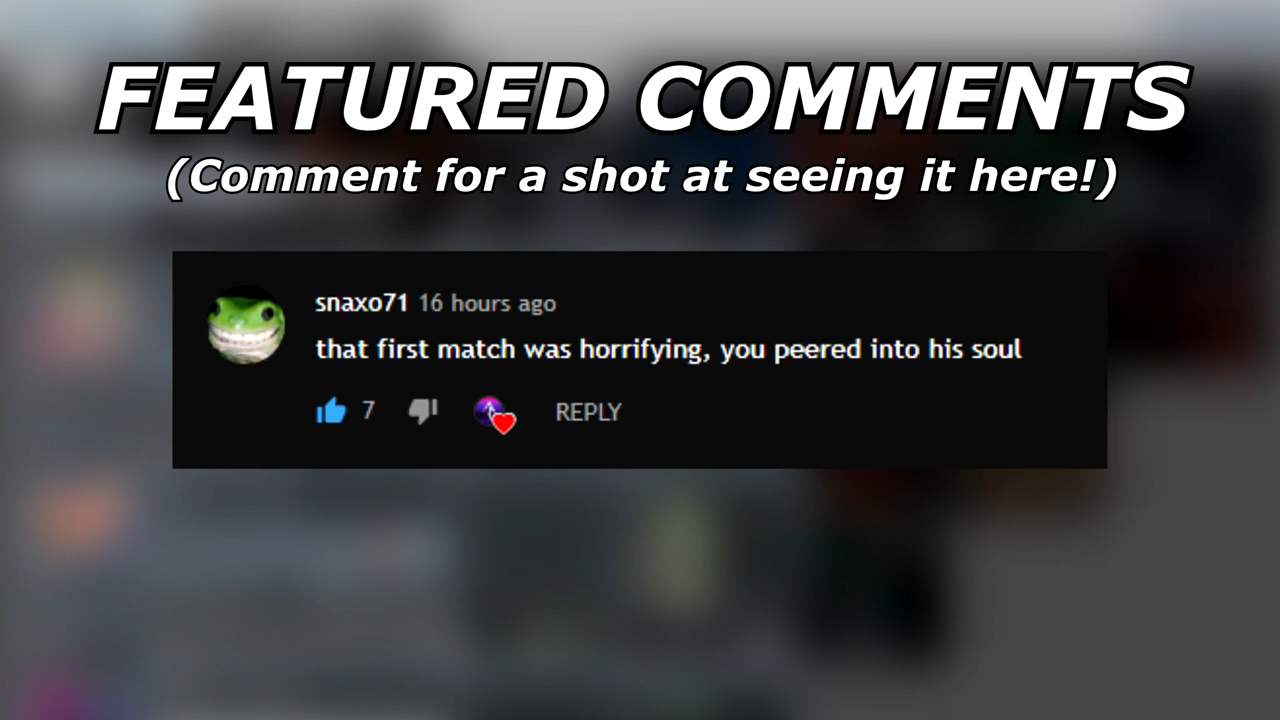 FEATURED COMMENTS
(Comment for a shot at seeing it here!)
snaxo71 16 hours ago
that first match was horrifying, you peered into his soul
7 REPLY